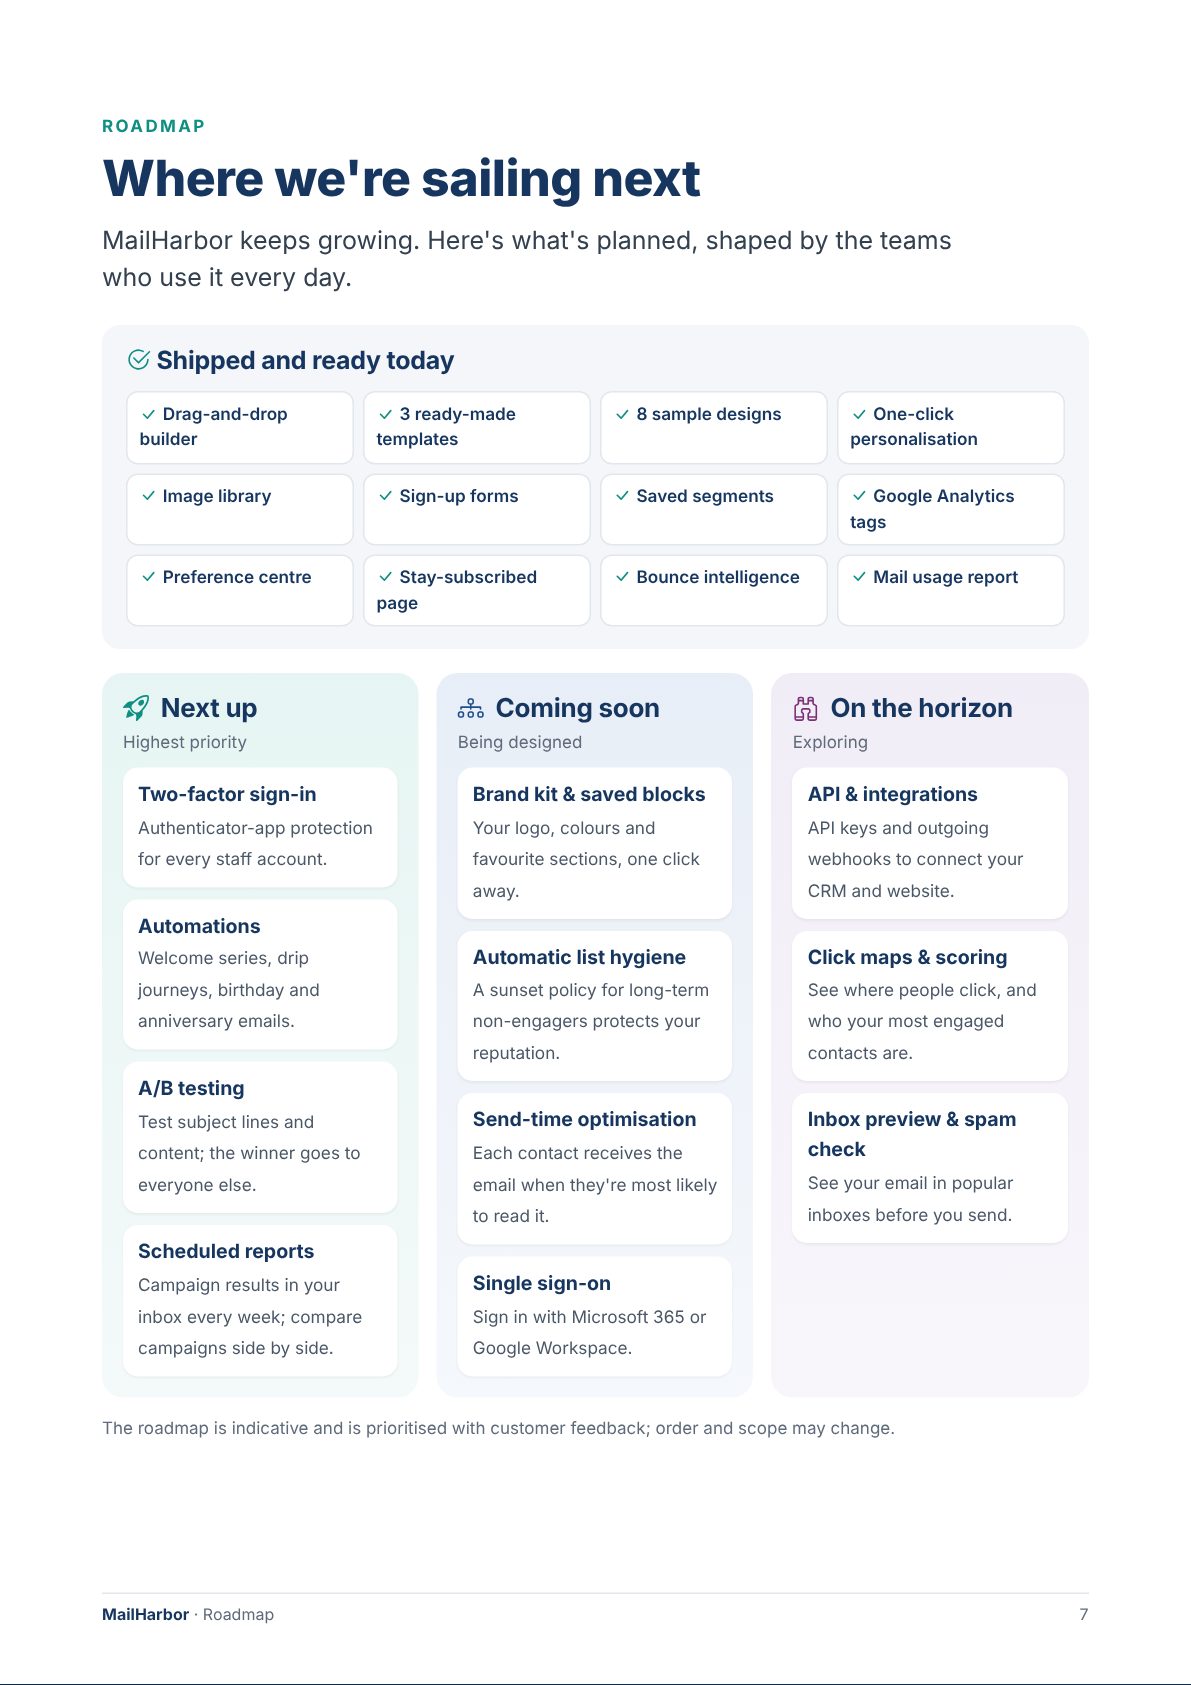 ROADMAP
Where we're sailing next
MailHarbor keeps growing. Here's what's planned, shaped by the teams
who use it every day.
Shipped and ready today
Drag-and-drop
builder
3 ready-made
templates
8 sample designs
One-click
personalisation
Image library
Sign-up forms
Saved segments
Google Analytics
tags
Preference centre
Stay-subscribed
page
Bounce intelligence
Mail usage report
Next up
Highest priority
Two-factor sign-in
Authenticator-app protection
for every staff account.
Automations
Welcome series, drip
journeys, birthday and
anniversary emails.
A/B testing
Test subject lines and
content; the winner goes to
everyone else.
Scheduled reports
Campaign results in your
inbox every week; compare
campaigns side by side.
Coming soon
Being designed
Brand kit & saved blocks
Your logo, colours and
favourite sections, one click
away.
Automatic list hygiene
A sunset policy for long-term
non-engagers protects your
reputation.
Send-time optimisation
Each contact receives the
email when they're most likely
to read it.
Single sign-on
Sign in with Microsoft 365 or
Google Workspace.
On the horizon
Exploring
API & integrations
API keys and outgoing
webhooks to connect your
CRM and website.
Click maps & scoring
See where people click, and
who your most engaged
contacts are.
Inbox preview & spam
check
See your email in popular
inboxes before you send.
The roadmap is indicative and is prioritised with customer feedback; order and scope may change.
MailHarbor · Roadmap
7